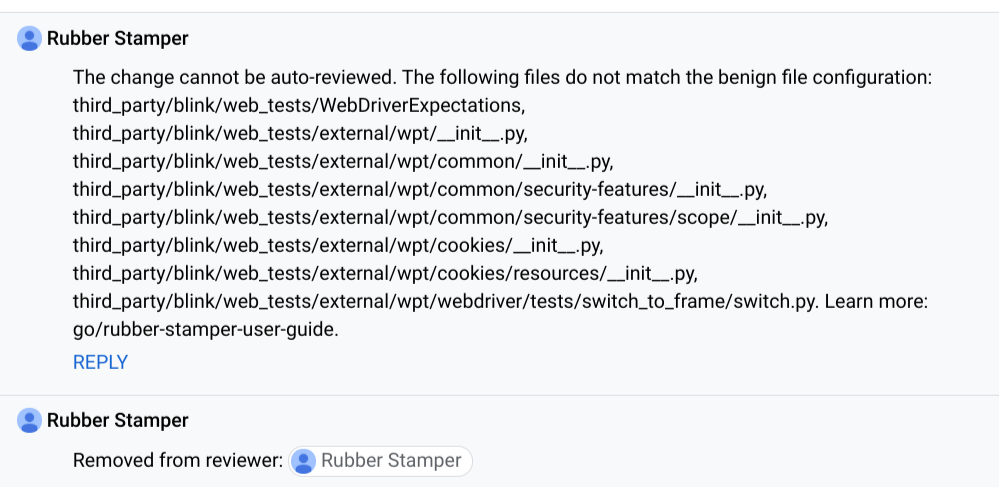 Rubber Stamper
The change cannot be auto-reviewed. The following files do not match the benign file configuration:
third_party/blink/web_tests/WebDriverExpectations,
third_party/blink/web_tests/external/wpt/__init__.py,
third_party/blink/web_tests/external/wpt/common/__init__.py,
third_party/blink/web_tests/external/wpt/common/security-features/__init__.py,
third_party/blink/web_tests/external/wpt/common/security-features/scope/__init__.py,
third_party/blink/web_tests/external/wpt/cookies/__init__.py,
third_party/blink/web_tests/external/wpt/cookies/resources/__init__.py,
third_party/blink/web_tests/external/wpt/webdriver/tests/switch_to_frame/switch.py. Learn more:
go/rubber-stamper-user-guide.
REPLY
Rubber Stamper
Removed from reviewer: Rubber Stamper